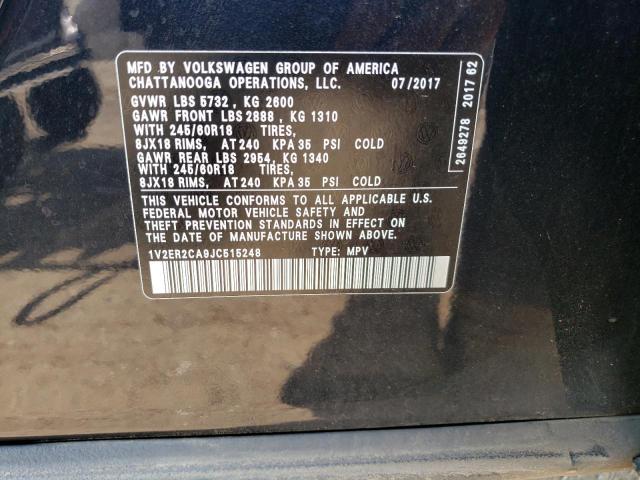 MFD BY VOLKSWAGEN GROUP OF AMERICA
CHATTANOOGA OPERATIONS, LLC. 07/2017
GVWR LBS 5732 , KG 2600
GAWR FRONT LBS 2888 , KG 1310
WITH 245/60R18 TIRES,
8JX18 RIMS, AT 240 KPA 35 PSI COLD
GAWR REAR LBS 2954, KG 1340
WITH 245/60R18 TIRES,
8JX18 RIMS, AT 240 KPA 35 PSI COLD
THIS VEHICLE CONFORMS TO ALL APPLICABLE U.S.
FEDERAL MOTOR VEHICLE SAFETY AND
THEFT PREVENTION STANDARDS IN EFFECT ON
THE DATE OF MANUFACTURE SHOWN ABOVE
1V2ER2CA9JC515248 TYPE: MPV
2649278 2017 62